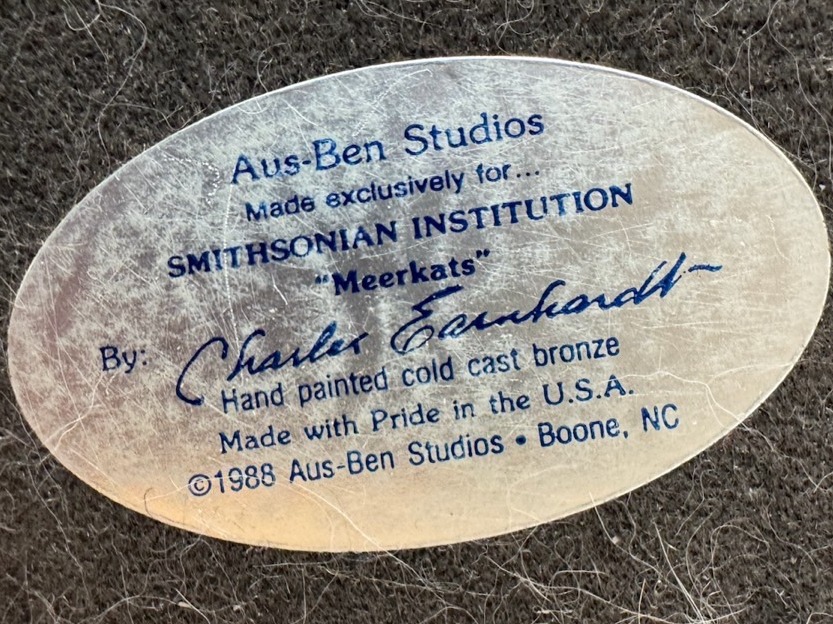 Aus-Ben Studios
Made exclusively for...
SMITHSONIAN INSTITUTION
"Meerkats"
By: Charles Earnhardt
Hand painted cold cast bronze
Made with Pride in the U.S.A.
©1988 Aus-Ben Studios • Boone, NC